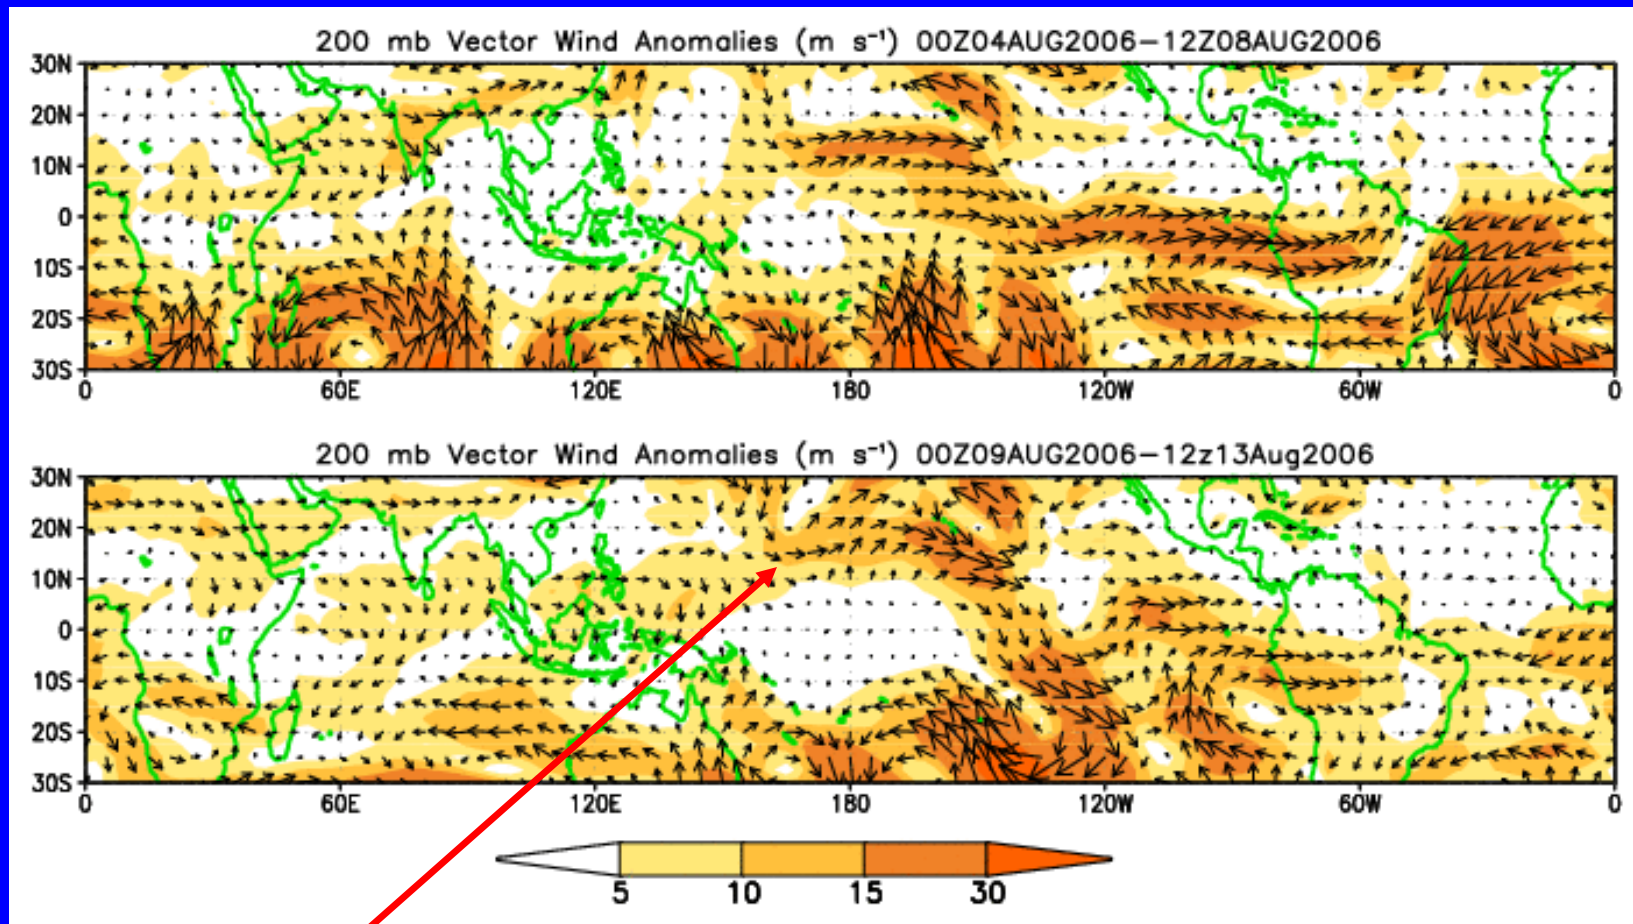 200 mb Vector Wind Anomalies (m s⁻¹) 00Z04AUG2006–12Z08AUG2006
30N
20N
10N
0
10S
20S
30S
0 60E 120E 180 120W 60W 0
200 mb Vector Wind Anomalies (m s⁻¹) 00Z09AUG2006–12z13Aug2006
30N
20N
10N
0
10S
20S
30S
0 60E 120E 180 120W 60W 0
5 10 15 30